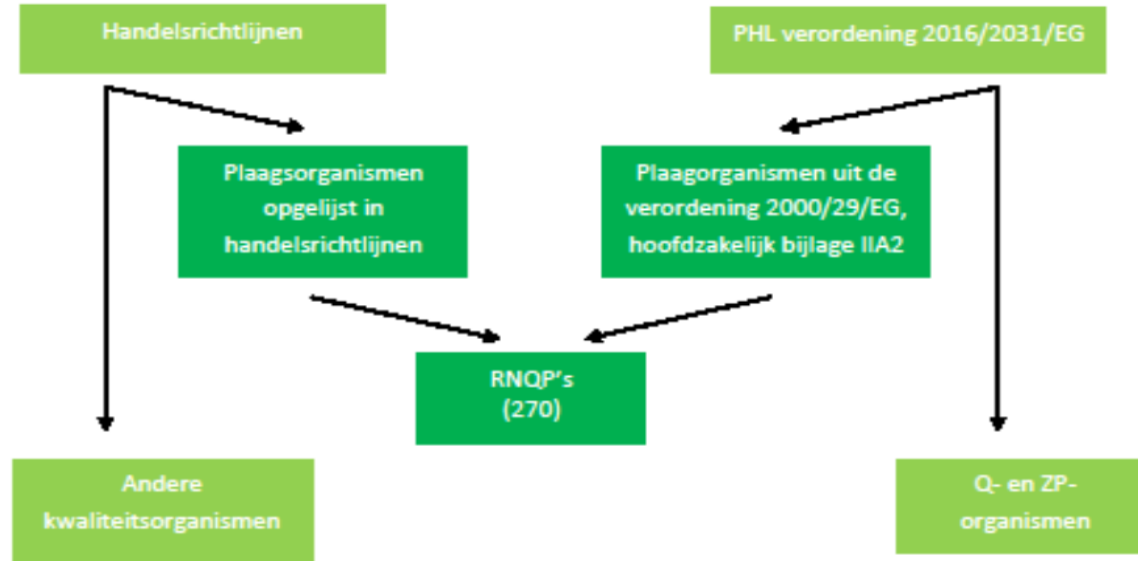 Handelsrichtlijnen
PHL verordening 2016/2031/EG
Plaagsorganismen
opgelijst in
handelsrichtlijnen
Plaagorganismen uit de
verordening 2000/29/EG,
hoofdzakelijk bijlage IIA2
RNQP's
(270)
Andere
kwaliteitsorganismen
Q- en ZP-
organismen